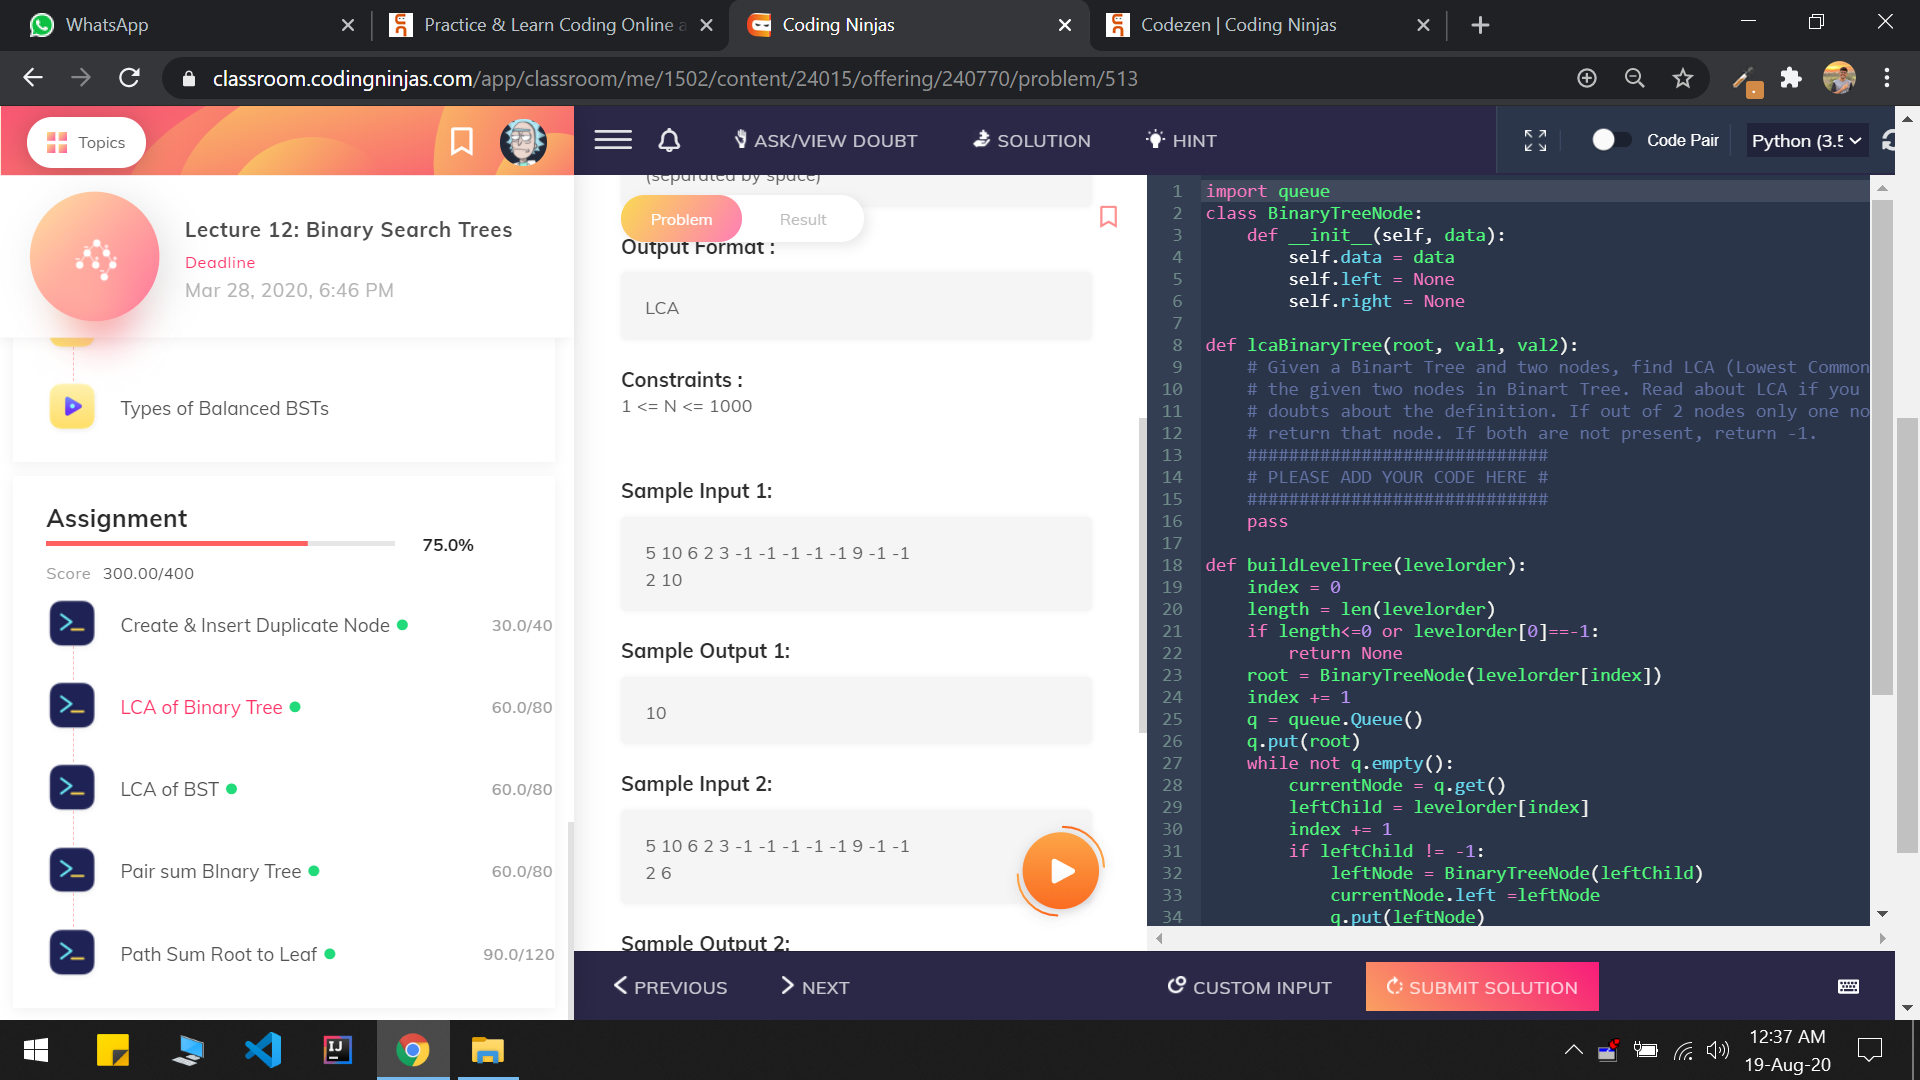 WhatsApp
Practice & Learn Coding Online a
Coding Ninjas
Codezen | Coding Ninjas
classroom.codingninjas.com/app/classroom/me/1502/content/24015/offering/240770/problem/513
Topics
Lecture 12: Binary Search Trees
Deadline
Mar 28, 2020, 6:46 PM
Types of Balanced BSTs
Assignment
75.0%
Score 300.00/400
Create & Insert Duplicate Node 30.0/40
LCA of Binary Tree 60.0/80
LCA of BST 60.0/80
Pair sum BInary Tree 60.0/80
Path Sum Root to Leaf 90.0/120
ASK/VIEW DOUBT
SOLUTION
HINT
Code Pair
Python (3.5
(separated by space)
Problem
Result
Output Format :
LCA
Constraints :
1 <= N <= 1000
Sample Input 1:
5 10 6 2 3 -1 -1 -1 -1 -1 9 -1 -1
2 10
Sample Output 1:
10
Sample Input 2:
5 10 6 2 3 -1 -1 -1 -1 -1 9 -1 -1
2 6
Sample Output 2:
1 import queue
2 class BinaryTreeNode:
3 def __init__(self, data):
4 self.data = data
5 self.left = None
6 self.right = None
7
8 def lcaBinaryTree(root, val1, val2):
9 # Given a Binart Tree and two nodes, find LCA (Lowest Common
10 # the given two nodes in Binart Tree. Read about LCA if you
11 # doubts about the definition. If out of 2 nodes only one no
12 # return that node. If both are not present, return -1.
13 #############################
14 # PLEASE ADD YOUR CODE HERE #
15 #############################
16 pass
17
18 def buildLevelTree(levelorder):
19 index = 0
20 length = len(levelorder)
21 if length<=0 or levelorder[0]==-1:
22 return None
23 root = BinaryTreeNode(levelorder[index])
24 index += 1
25 q = queue.Queue()
26 q.put(root)
27 while not q.empty():
28 currentNode = q.get()
29 leftChild = levelorder[index]
30 index += 1
31 if leftChild != -1:
32 leftNode = BinaryTreeNode(leftChild)
33 currentNode.left =leftNode
34 q.put(leftNode)
PREVIOUS
NEXT
CUSTOM INPUT
SUBMIT SOLUTION
IJ
12:37 AM
19-Aug-20